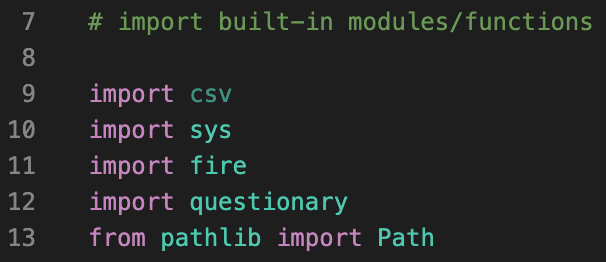 7 # import built-in modules/functions
8
9 import csv
10 import sys
11 import fire
12 import questionary
13 from pathlib import Path